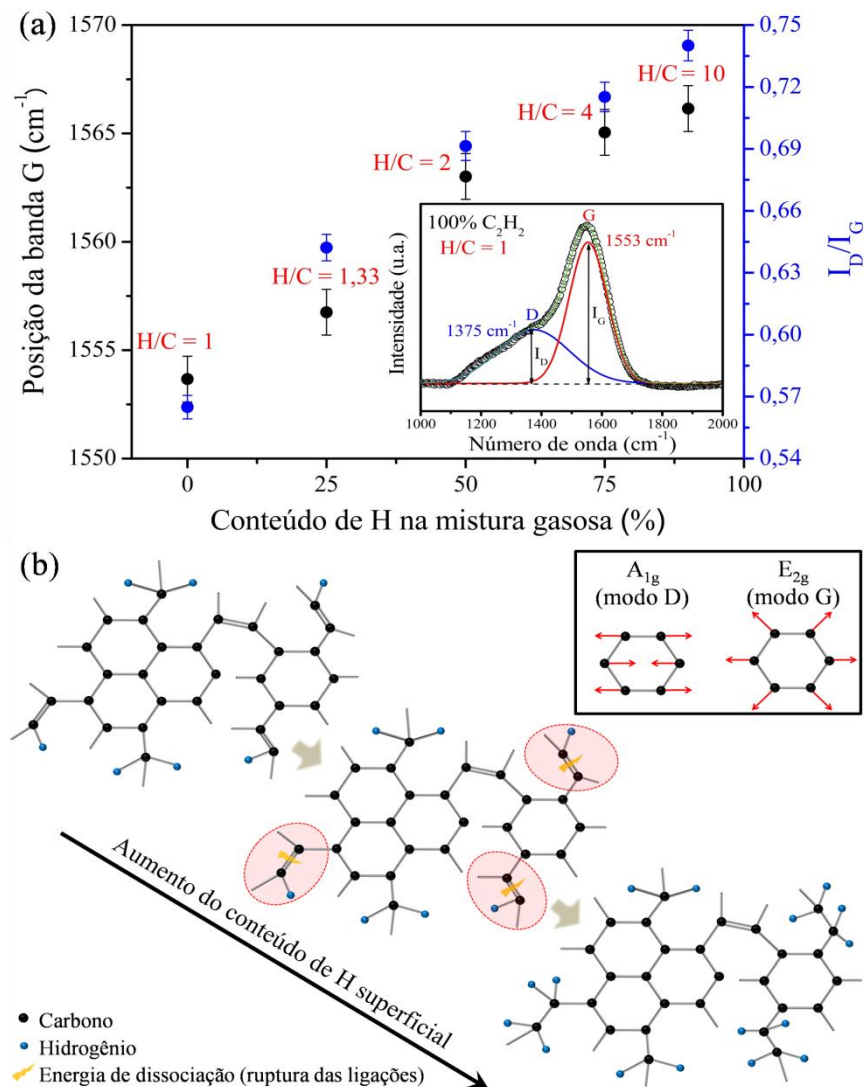 (a)
Posição da banda G (cm⁻¹)
1570
1565
1560
1555
1550
H/C = 1
H/C = 1,33
H/C = 2
H/C = 4
H/C = 10
0,75
0,72
0,69
0,66
0,63
0,60
0,57
0,54
I_D/I_G
0
25
50
75
100
Conteúdo de H na mistura gasosa (%)
100% C₂H₂
H/C = 1
G
1553 cm⁻¹
D
1375 cm⁻¹
I_G
I_D
Intensidade (u.a.)
1000
1200
1400
1600
1800
2000
Número de onda (cm⁻¹)
(b)
A₁g
(modo D)
E₂g
(modo G)
Aumento do conteúdo de H superficial
Carbono
Hidrogênio
Energia de dissociação (ruptura das ligações)